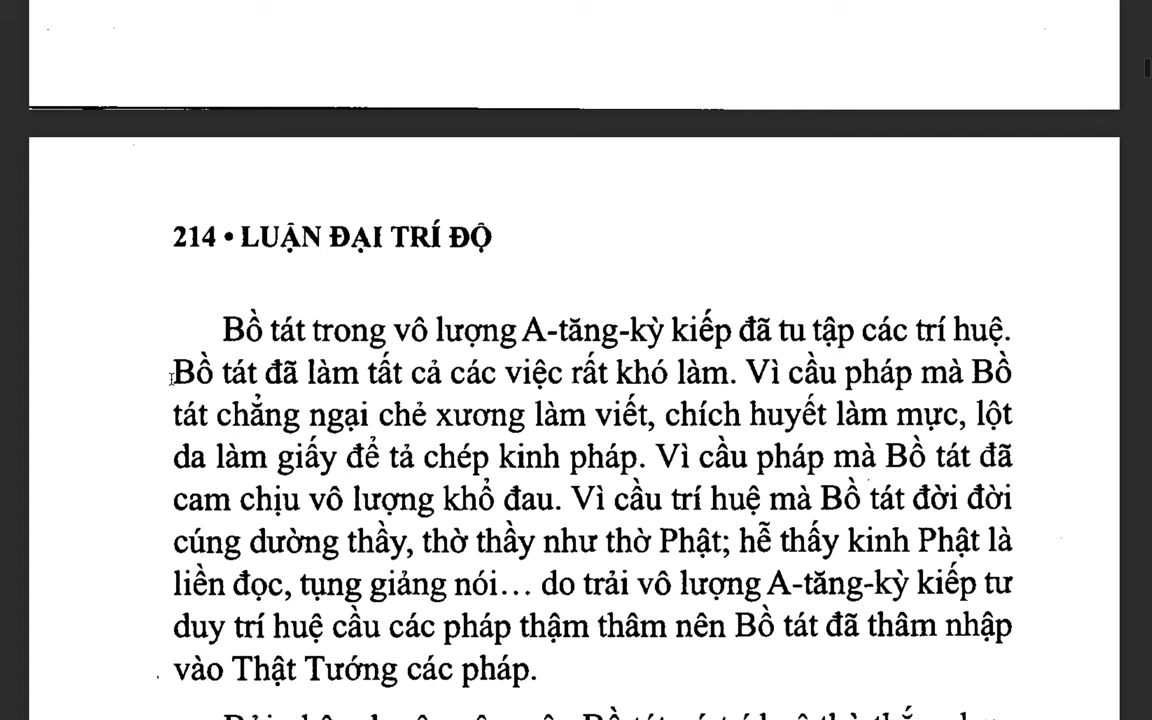 214 • LUẬN ĐẠI TRÍ ĐỘ
Bồ tát trong vô lượng A-tăng-kỳ kiếp đã tu tập các trí huệ.
Bồ tát đã làm tất cả các việc rất khó làm. Vì cầu pháp mà Bồ
tát chẳng ngại chẻ xương làm viết, chích huyết làm mực, lột
da làm giấy để tả chép kinh pháp. Vì cầu pháp mà Bồ tát đã
cam chịu vô lượng khổ đau. Vì cầu trí huệ mà Bồ tát đời đời
cúng dường thầy, thờ thầy như thờ Phật; hễ thấy kinh Phật là
liền đọc, tụng giảng nói... do trải vô lượng A-tăng-kỳ kiếp tư
duy trí huệ cầu các pháp thậm thâm nên Bồ tát đã thâm nhập
vào Thật Tướng các pháp.